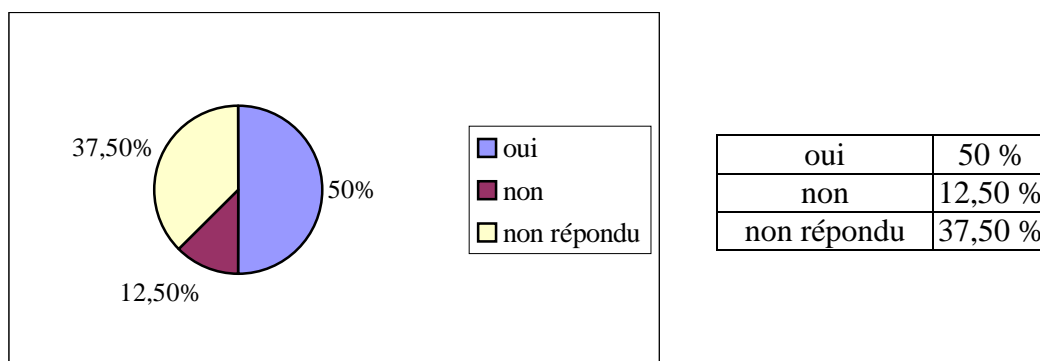 37,50%
50%
12,50%
oui
non
non répondu
oui 50 %
non 12,50 %
non répondu 37,50 %